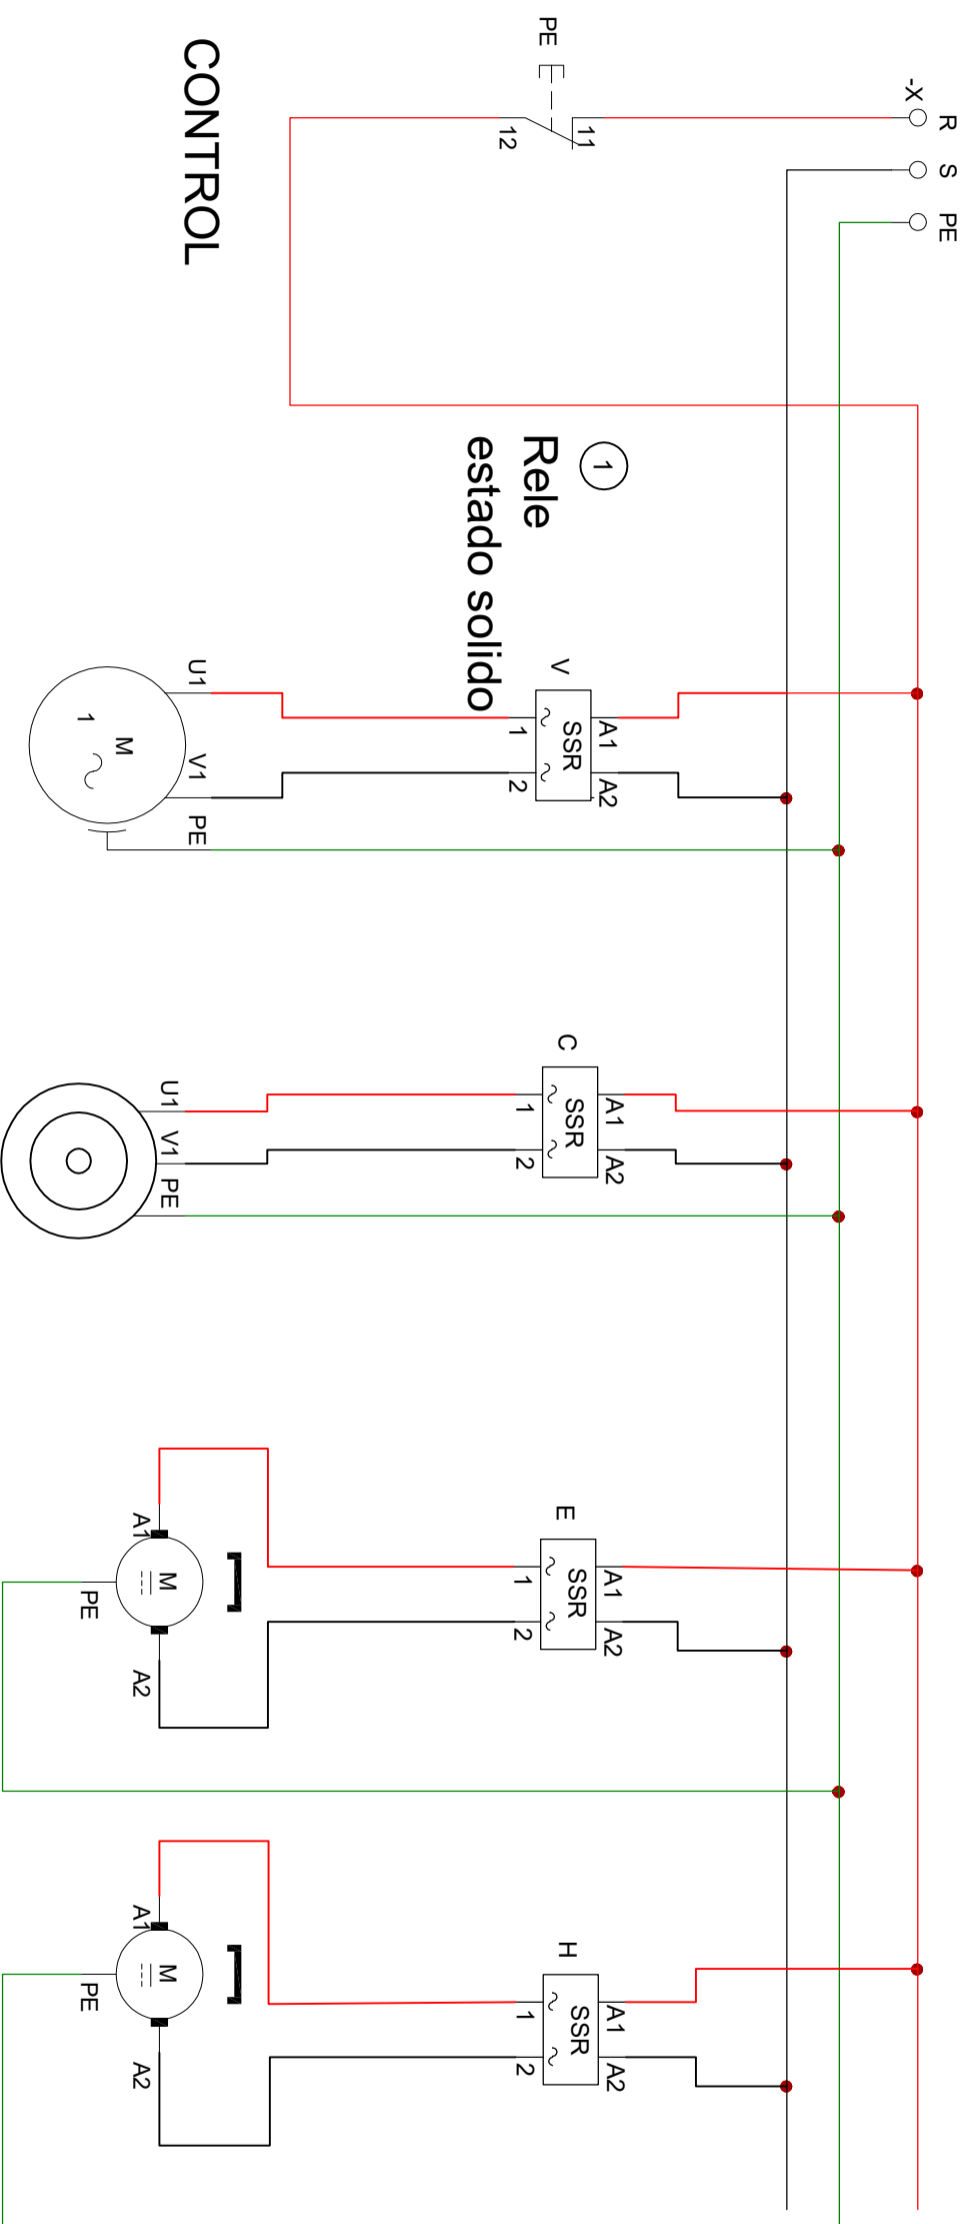 R
S
PE
-X
PE
11
12
CONTROL
1
Rele
estado solido
V
A1
A2
SSR
1
2
U1
V1
PE
M
1
C
A1
A2
SSR
1
2
U1
V1
PE
E
A1
A2
SSR
1
2
A1
M
A2
PE
H
A1
A2
SSR
1
2
A1
M
A2
PE